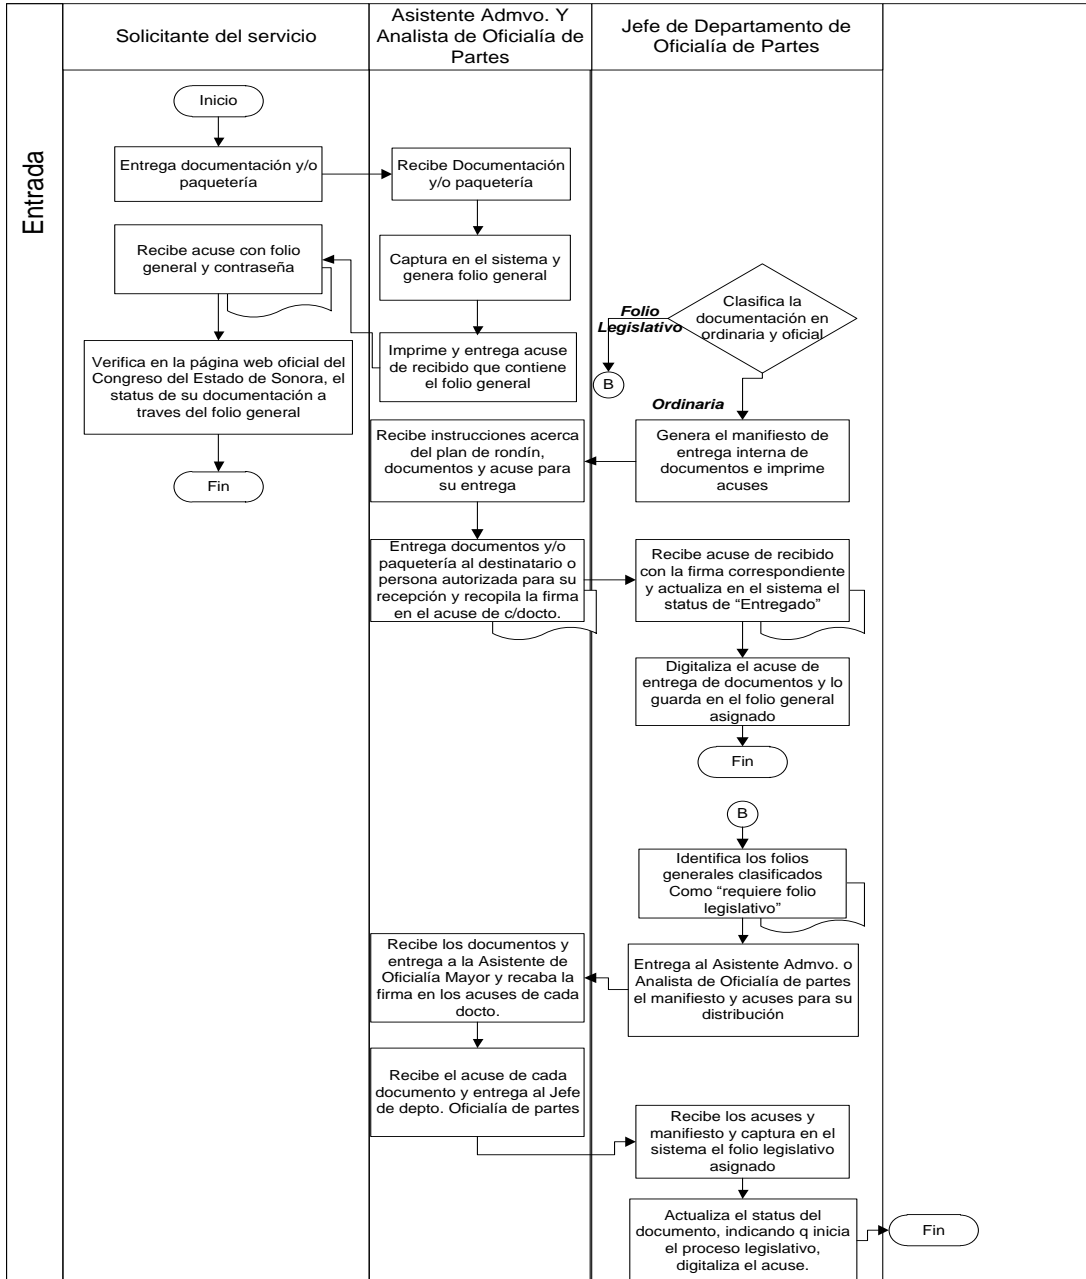 Entrada
Solicitante del servicio
Asistente Admvo. Y
Analista de Oficialía de
Partes
Jefe de Departamento de
Oficialía de Partes
Inicio
Entrega documentación y/o
paquetería
Recibe Documentación
y/o paquetería
Captura en el sistema y
genera folio general
Imprime y entrega acuse
de recibido que contiene
el folio general
Recibe acuse con folio
general y contraseña
Verifica en la página web oficial del
Congreso del Estado de Sonora, el
status de su documentación a
traves del folio general
Fin
Clasifica la
documentación en
ordinaria y oficial
Folio
Legislativo
B
Ordinaria
Genera el manifiesto de
entrega interna de
documentos e imprime
acuses
Recibe instrucciones acerca
del plan de rondín,
documentos y acuse para
su entrega
Entrega documentos y/o
paquetería al destinatario o
persona autorizada para su
recepción y recopila la firma
en el acuse de c/docto.
Recibe acuse de recibido
con la firma correspondiente
y actualiza en el sistema el
status de “Entregado”
Digitaliza el acuse de
entrega de documentos y lo
guarda en el folio general
asignado
Fin
B
Identifica los folios
generales clasificados
Como “requiere folio
legislativo”
Entrega al Asistente Admvo. o
Analista de Oficialía de partes
el manifiesto y acuses para su
distribución
Recibe los documentos y
entrega a la Asistente de
Oficialía Mayor y recaba la
firma en los acuses de cada
docto.
Recibe el acuse de cada
documento y entrega al Jefe
de depto. Oficialía de partes
Recibe los acuses y
manifiesto y captura en el
sistema el folio legislativo
asignado
Actualiza el status del
documento, indicando q inicia
el proceso legislativo,
digitaliza el acuse.
Fin